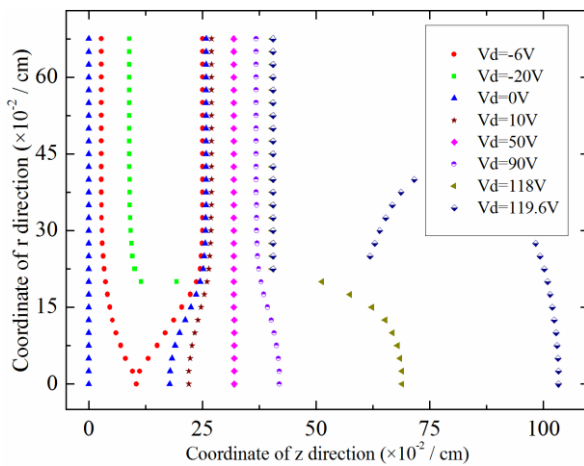 Vd=-6V
Vd=-20V
Vd=0V
Vd=10V
Vd=50V
Vd=90V
Vd=118V
Vd=119.6V
60
45
30
15
0
0 25 50 75 100
Coordinate of r direction (×10⁻² / cm)
Coordinate of z direction (×10⁻² / cm)